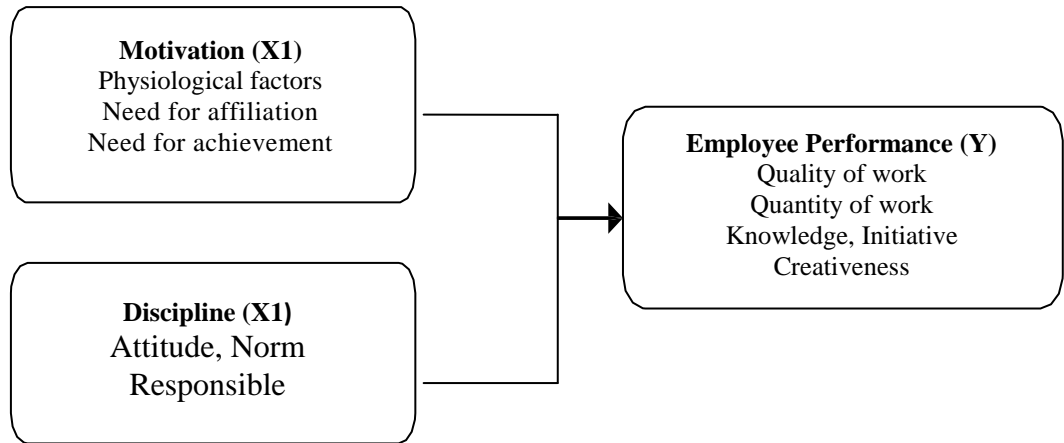 Motivation (X1)
Physiological factors
Need for affiliation
Need for achievement
Employee Performance (Y)
Quality of work
Quantity of work
Knowledge, Initiative
Creativeness
Discipline (X1)
Attitude, Norm
Responsible